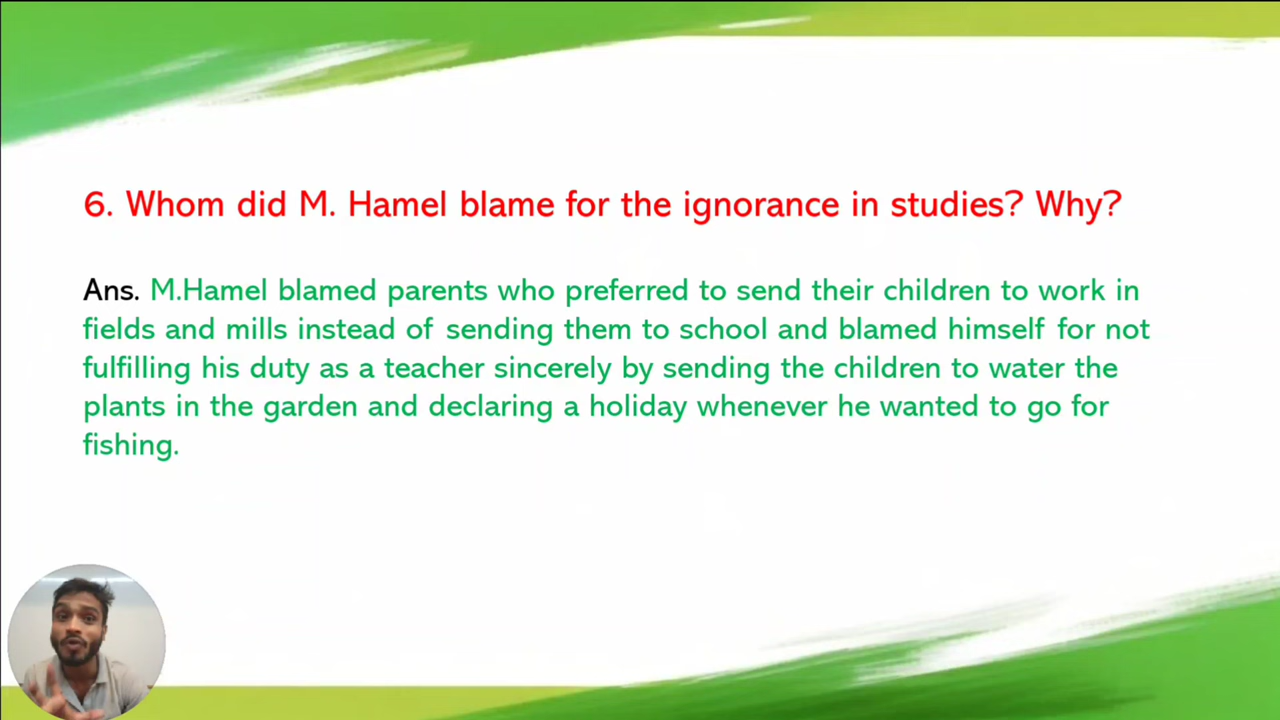 6. Whom did M. Hamel blame for the ignorance in studies? Why?
Ans. M.Hamel blamed parents who preferred to send their children to work in
fields and mills instead of sending them to school and blamed himself for not
fulfilling his duty as a teacher sincerely by sending the children to water the
plants in the garden and declaring a holiday whenever he wanted to go for
fishing.